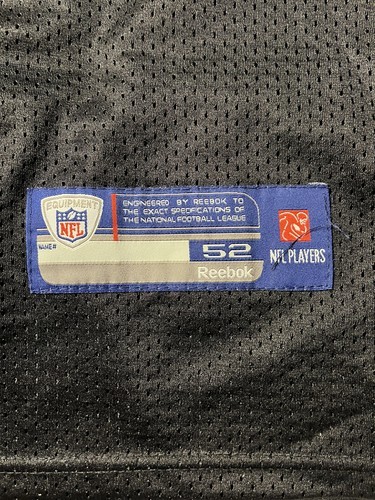 EQUIPMENT
NFL
ENGINEERED BY REEBOK TO
THE EXACT SPECIFICATIONS OF
THE NATIONAL FOOTBALL LEAGUE
NAME#
52
Reebok
NFL PLAYERS